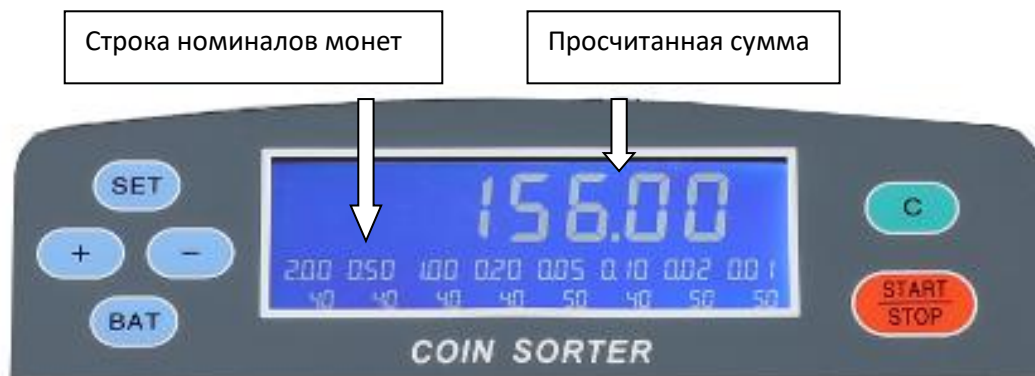 Строка номиналов монет
Просчитанная сумма
SET
156.00
C
+ −
2.00 0.50 1.00 0.20 0.05 0.10 0.02 0.01
40 40 40 40 50 40 50 50
START
STOP
BAT
COIN SORTER